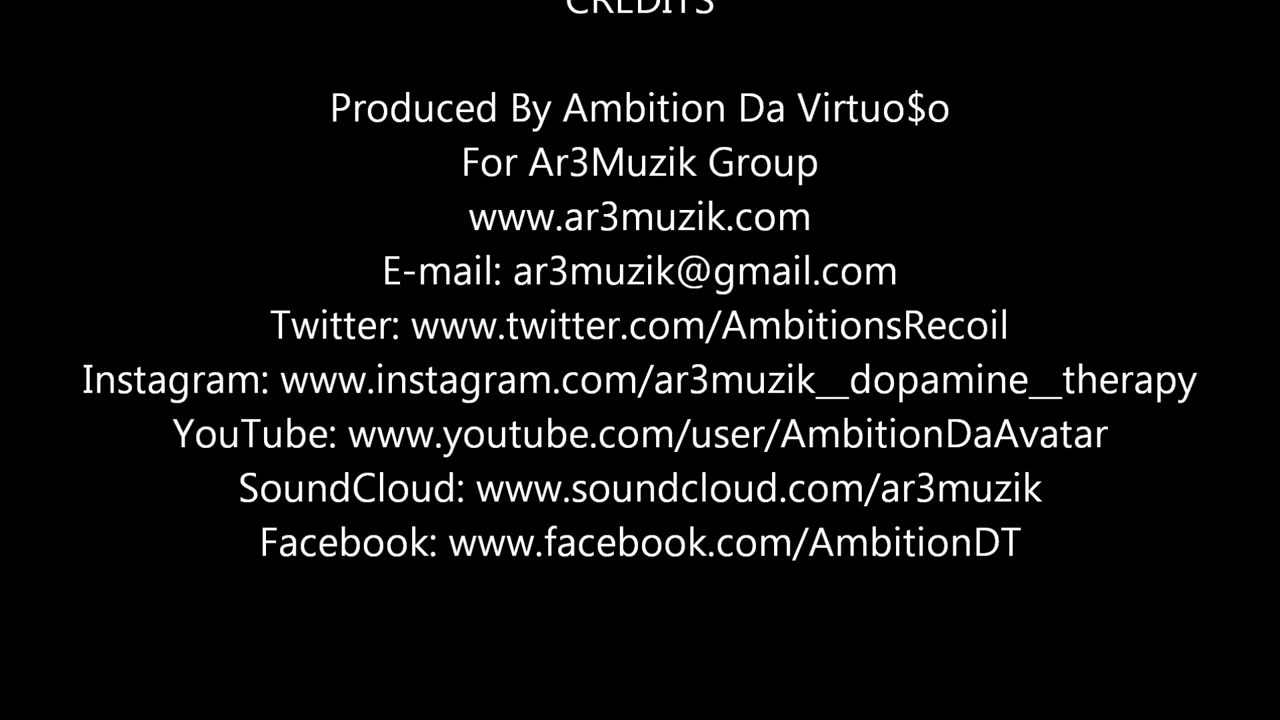 CREDITS
Produced By Ambition Da Virtuo$o
For Ar3Muzik Group
www.ar3muzik.com
E-mail: ar3muzik@gmail.com
Twitter: www.twitter.com/AmbitionsRecoil
Instagram: www.instagram.com/ar3muzik__dopamine__therapy
YouTube: www.youtube.com/user/AmbitionDaAvatar
SoundCloud: www.soundcloud.com/ar3muzik
Facebook: www.facebook.com/AmbitionDT